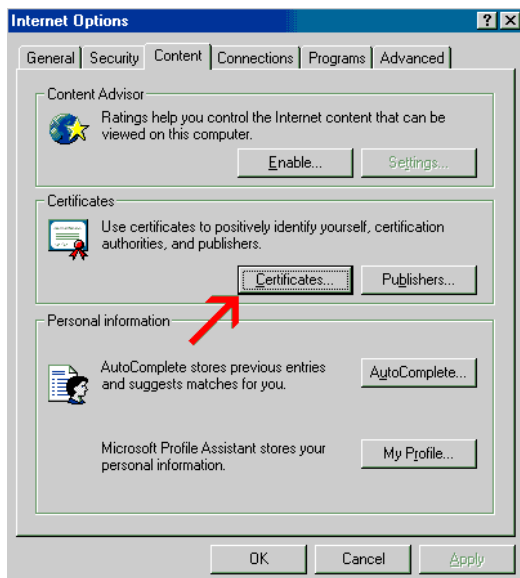 Internet Options
General Security Content Connections Programs Advanced
Content Advisor
Ratings help you control the Internet content that can be
viewed on this computer.
Enable... Settings...
Certificates
Use certificates to positively identify yourself, certification
authorities, and publishers.
Certificates... Publishers...
Personal information
AutoComplete stores previous entries
and suggests matches for you.
AutoComplete...
Microsoft Profile Assistant stores your
personal information.
My Profile...
OK Cancel Apply